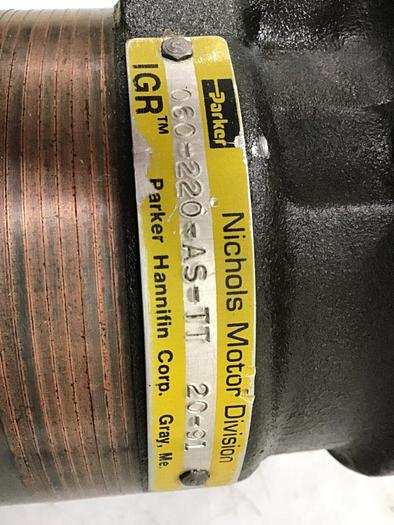 Parker
Nichols Motor Division
060-220-AS-TT 20-91
IGR™ Parker Hannifin Corp. Gray, Me.